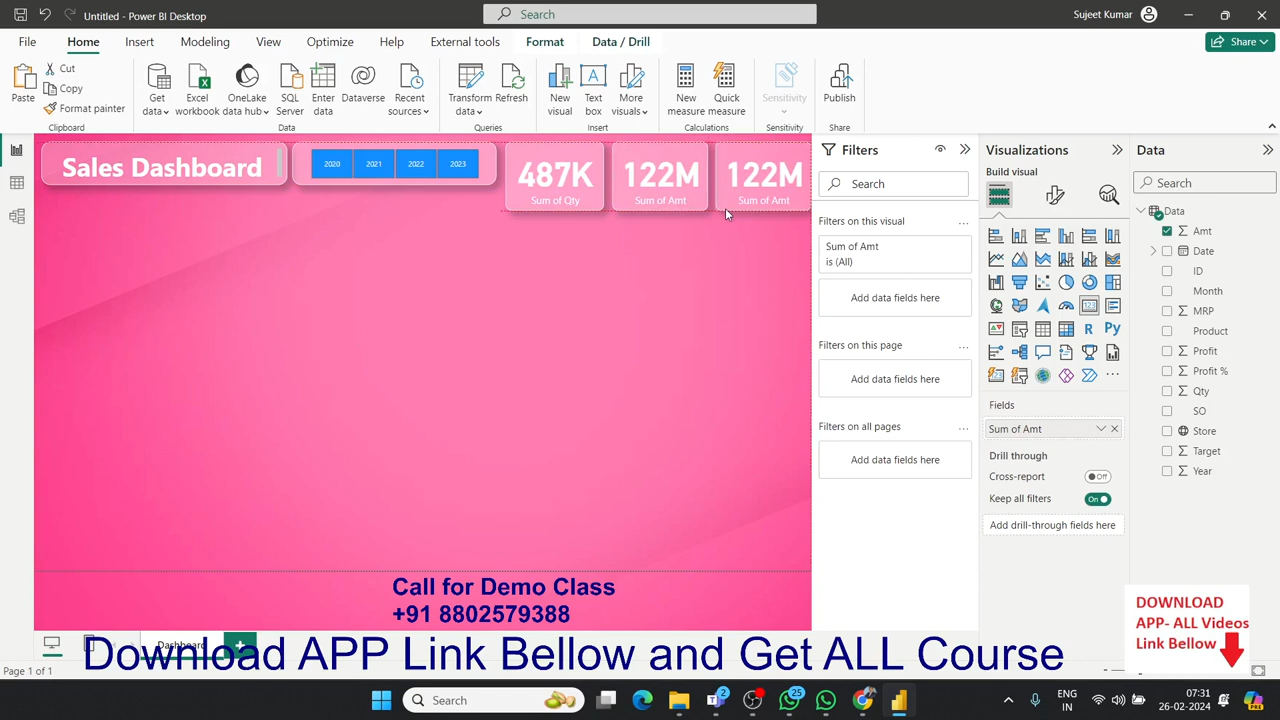 Untitled - Power BI Desktop
Search
Sujeet Kumar
File
Home
Insert
Modeling
View
Optimize
Help
External tools
Format
Data / Drill
Share
Paste
Cut
Copy
Format painter
Clipboard
Get data
Excel workbook
OneLake data hub
SQL Server
Enter data
Dataverse
Recent sources
Data
Transform data
Refresh
Queries
New visual
Text box
More visuals
Insert
New measure
Quick measure
Calculations
Sensitivity
Sensitivity
Publish
Share
Sales Dashboard
2020
2021
2022
2023
487K
Sum of Qty
122M
Sum of Amt
122M
Sum of Amt
Filters
Search
Filters on this visual
Sum of Amt
is (All)
Add data fields here
Filters on this page
Add data fields here
Filters on all pages
Add data fields here
Visualizations
Build visual
R
Py
Fields
Sum of Amt
Drill through
Cross-report
Off
Keep all filters
On
Add drill-through fields here
Data
Search
Data
Amt
Date
ID
Month
MRP
Product
Profit
Profit %
Qty
SO
Store
Target
Year
Call for Demo Class
+91 8802579388
Dashboard
Download APP Link Bellow and Get ALL Course
DOWNLOAD
APP- ALL Videos
Link Bellow
Page 1 of 1
Search
2
25
ENG
IN
07:31
26-02-2024